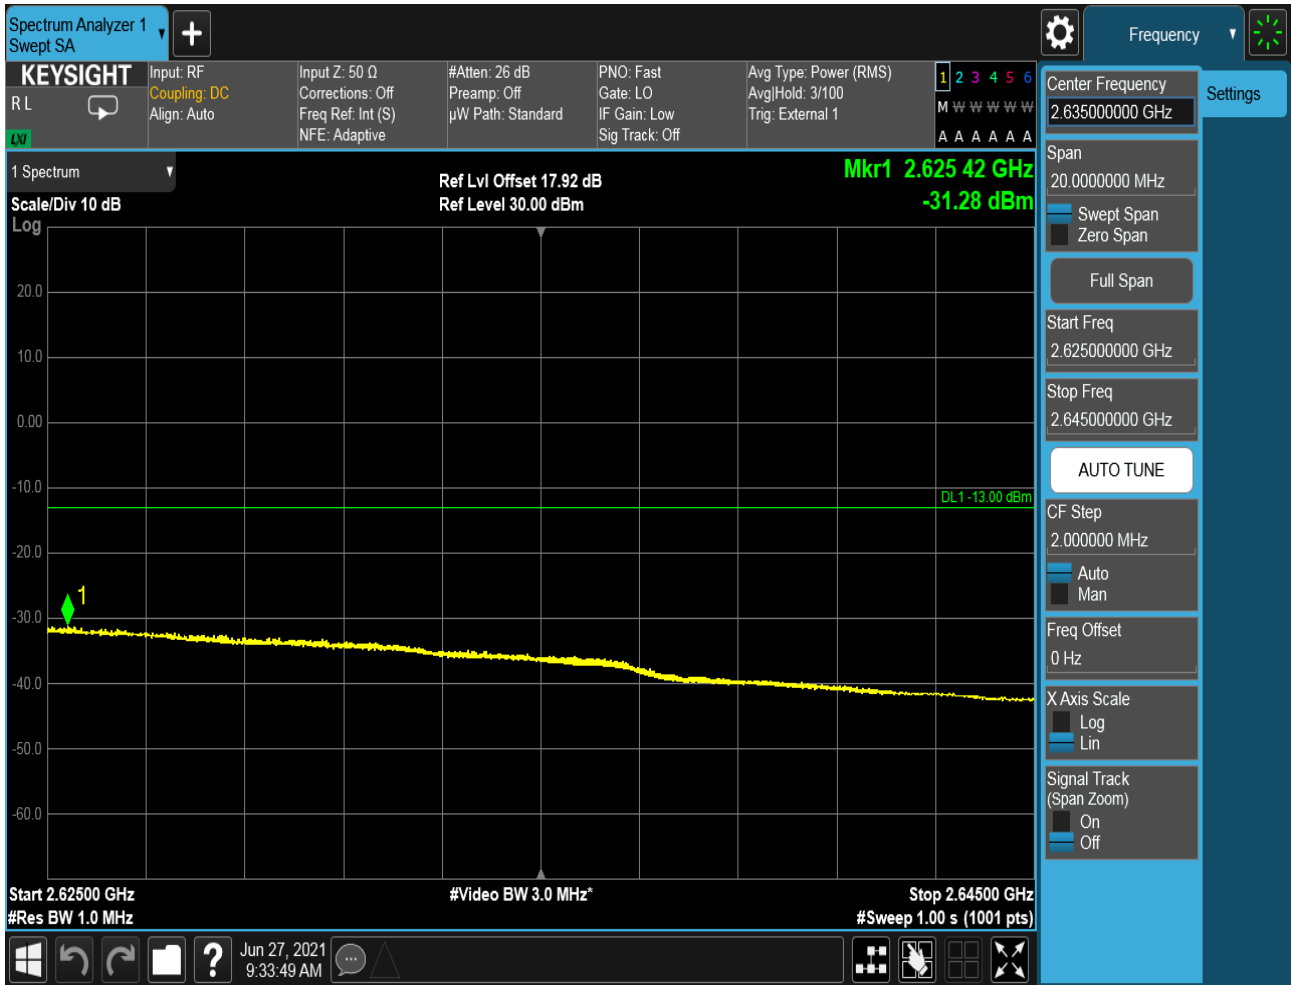 Spectrum Analyzer 1
Swept SA
+
Frequency
KEYSIGHT
R L
LXI
Input: RF
Coupling: DC
Align: Auto
Input Z: 50 Ω
Corrections: Off
Freq Ref: Int (S)
NFE: Adaptive
#Atten: 26 dB
Preamp: Off
µW Path: Standard
PNO: Fast
Gate: LO
IF Gain: Low
Sig Track: Off
Avg Type: Power (RMS)
Avg|Hold: 3/100
Trig: External 1
1 2 3 4 5 6
M W W W W W
A A A A A A
1 Spectrum
Scale/Div 10 dB
Log
Ref Lvl Offset 17.92 dB
Ref Level 30.00 dBm
Mkr1 2.625 42 GHz
-31.28 dBm
20.0
10.0
0.00
-10.0
-20.0
-30.0
-40.0
-50.0
-60.0
DL1 -13.00 dBm
1
Start 2.62500 GHz
#Res BW 1.0 MHz
#Video BW 3.0 MHz*
Stop 2.64500 GHz
#Sweep 1.00 s (1001 pts)
Center Frequency
2.635000000 GHz
Settings
Span
20.0000000 MHz
Swept Span
Zero Span
Full Span
Start Freq
2.625000000 GHz
Stop Freq
2.645000000 GHz
AUTO TUNE
CF Step
2.000000 MHz
Auto
Man
Freq Offset
0 Hz
X Axis Scale
Log
Lin
Signal Track
(Span Zoom)
On
Off
?
Jun 27, 2021
9:33:49 AM